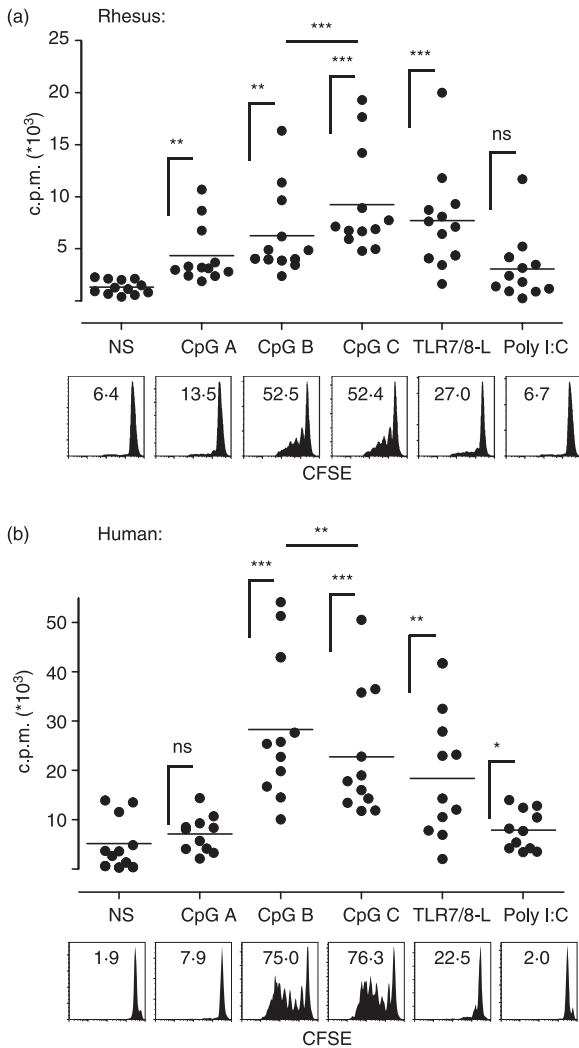 (a) Rhesus:
***
*** ***
** ** ns
25
20
15
10
5
c.p.m. (*10³)
NS CpG A CpG B CpG C TLR7/8-L Poly I:C
6·4 13·5 52·5 52·4 27·0 6·7
CFSE
(b) Human:
**
*** *** **
ns *
50
40
30
20
10
c.p.m. (*10³)
NS CpG A CpG B CpG C TLR7/8-L Poly I:C
1·9 7·9 75·0 76·3 22·5 2·0
CFSE